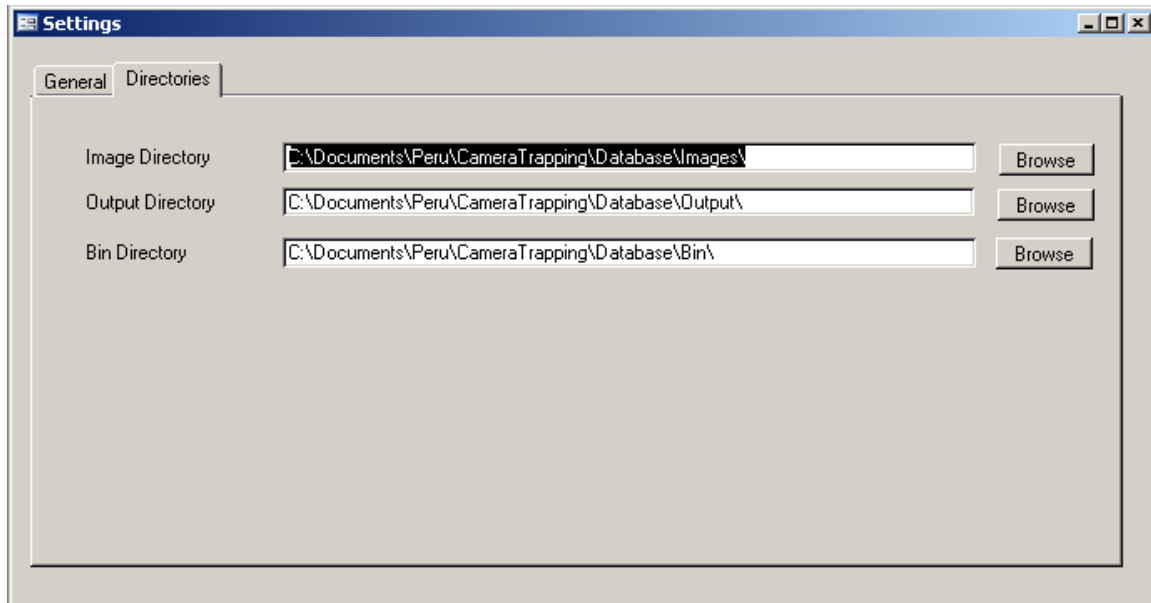 Settings
General Directories
Image Directory C:\Documents\Peru\CameraTrapping\Database\Images\ Browse
Output Directory C:\Documents\Peru\CameraTrapping\Database\Output\ Browse
Bin Directory C:\Documents\Peru\CameraTrapping\Database\Bin\ Browse